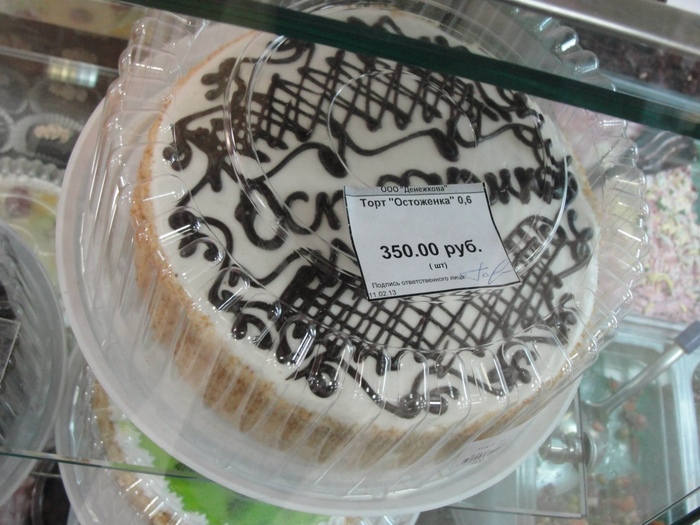 ООО "Денежкова"
Торт "Остоженка" 0,6
350.00 руб.
( шт)
Подпись ответственного лица
11.02.13